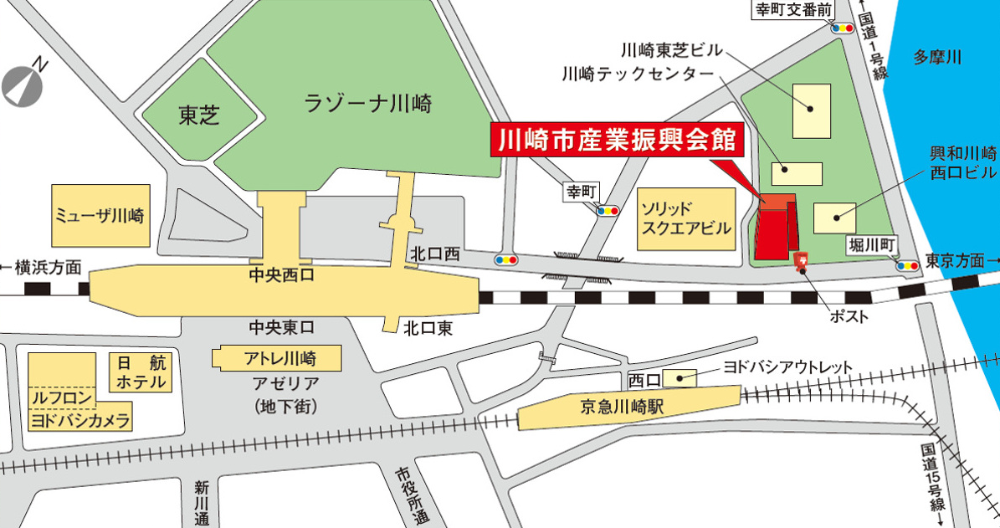 幸町交番前
国道1号線
多摩川
N
川崎東芝ビル
川崎テックセンター
ラゾーナ川崎
東芝
川崎市産業振興会館
興和川崎
西口ビル
幸町
ミューザ川崎
ソリッド
スクエアビル
堀川町
北口西
←横浜方面
中央西口
東京方面→
〒
ポスト
中央東口
北口東
アトレ川崎
日航
ホテル
ヨドバシアウトレット
アゼリア
(地下街)
西口
ルフロン
ヨドバシカメラ
京急川崎駅
国道15号線→
新川通
市役所通